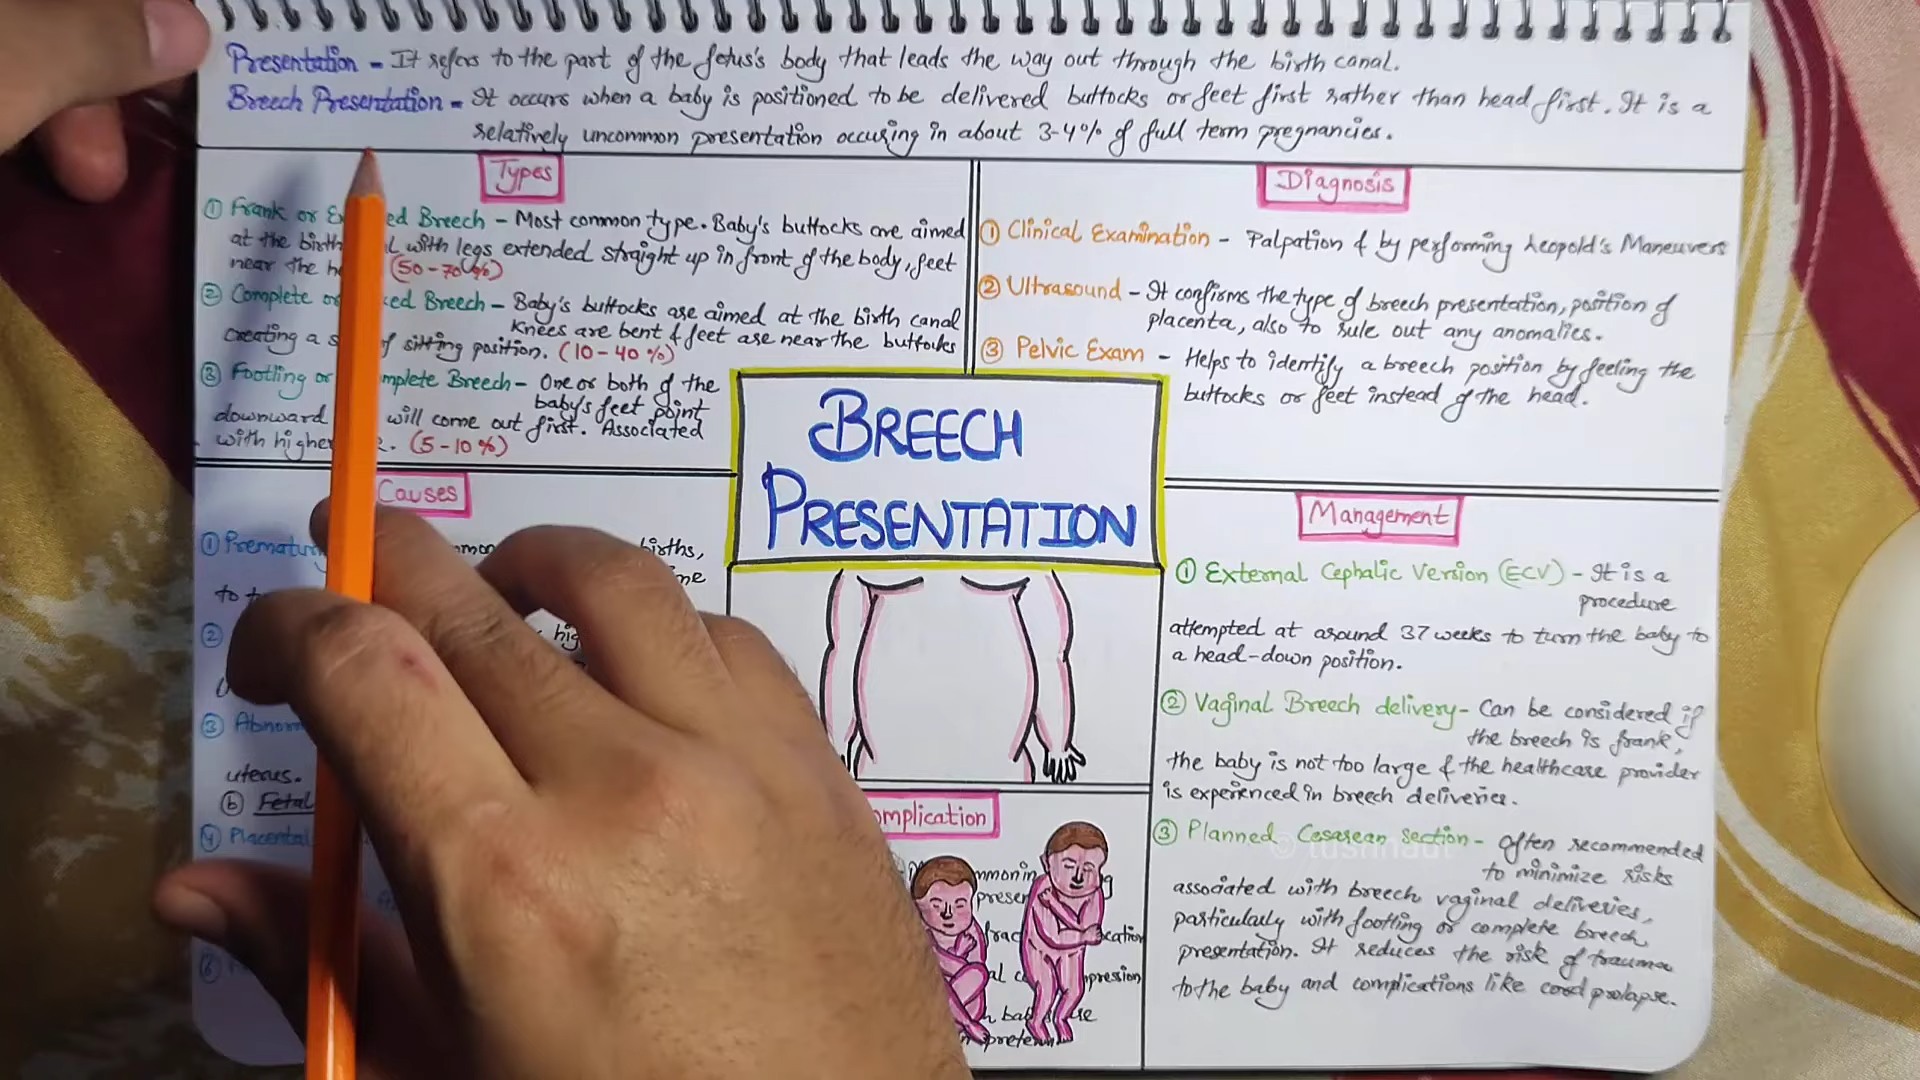 Presentation - It refers to the part of the fetus's body that leads the way out through the birth canal.
Breech Presentation - It occurs when a baby is positioned to be delivered buttocks or feet first rather than head first. It is a
relatively uncommon presentation occuring in about 3-4% of full term pregnancies.
Types
① Frank or Breech - Most common type. Baby's buttocks are aimed
at the birth with legs extended straight up in front of the body, feet
near the (50-70%)
② Complete or Breech - Baby's buttocks are aimed at the birth canal
Knees are bent & feet are near the buttocks
creating a of sitting position. (10-40%)
③ Footling or Breech - One or both of the
baby's feet point
downward will come out first. Associated
with higher (5-10%)
Diagnosis
① Clinical Examination - Palpation & by performing Leopold's Maneuvers
② Ultrasound - It confirms the type of breech presentation, position of
placenta, also to rule out any anomalies.
③ Pelvic Exam - Helps to identify a breech position by feeling the
buttocks or feet instead of the head.
BREECH
PRESENTATION
Causes
① births,
to
②
③
uterus.
ⓑ Fetal
④ Placental
Management
① External Cephalic Version (ECV) - It is a
procedure
attempted at around 37 weeks to turn the baby to
a head-down position.
② Vaginal Breech delivery - Can be considered if
the breech is frank,
the baby is not too large & the healthcare provider
is experienced in breech deliveries.
③ Planned Cesarean section - Often recommended
to minimize risks
associated with breech vaginal deliveries,
particularly with footling or complete breech
presentation. It reduces the risk of trauma
to the baby and complications like cord prolapse.